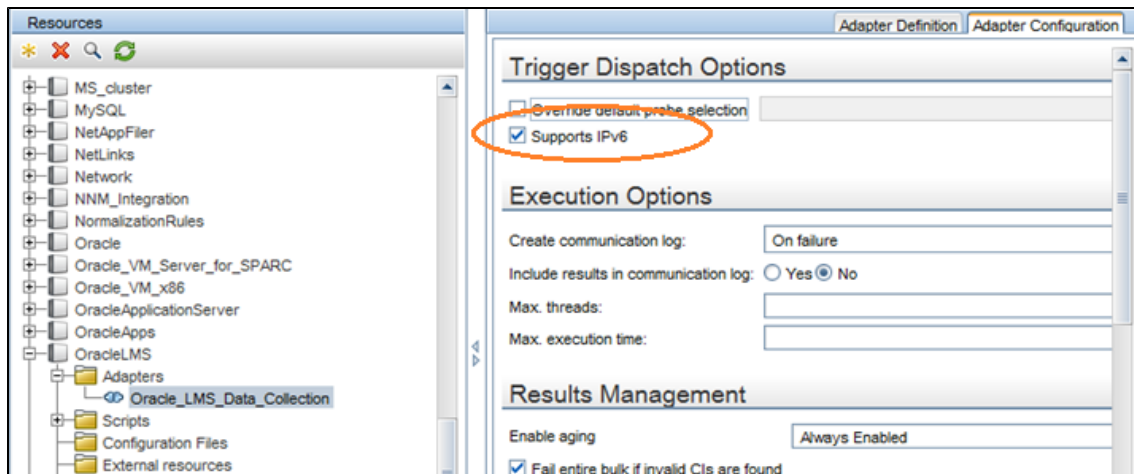 Resources
MS_cluster
MySQL
NetAppFiler
NetLinks
Network
NNM_Integration
NormalizationRules
Oracle
Oracle_VM_Server_for_SPARC
Oracle_VM_x86
OracleApplicationServer
OracleApps
OracleLMS
Adapters
Oracle_LMS_Data_Collection
Scripts
Configuration Files
External resources
Adapter Definition Adapter Configuration
Trigger Dispatch Options
Override default probe selection
Supports IPv6
Execution Options
Create communication log: On failure
Include results in communication log: Yes No
Max. threads:
Max. execution time:
Results Management
Enable aging Always Enabled
Fail entire bulk if invalid CIs are found